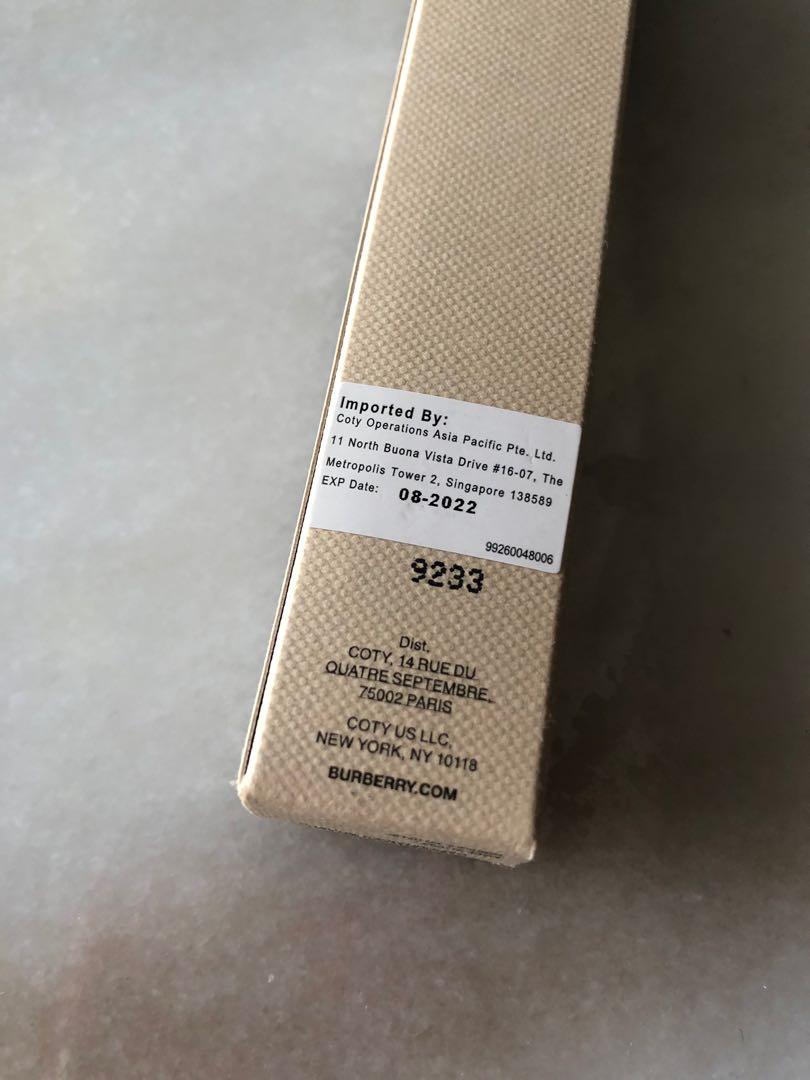 Imported By:
Coty Operations Asia Pacific Pte. Ltd.
11 North Buona Vista Drive #16-07, The
Metropolis Tower 2, Singapore 138589
EXP Date: 08-2022
99260048006
9233
Dist.
COTY, 14 RUE DU
QUATRE SEPTEMBRE,
75002 PARIS
COTY US LLC,
NEW YORK, NY 10118
BURBERRY.COM